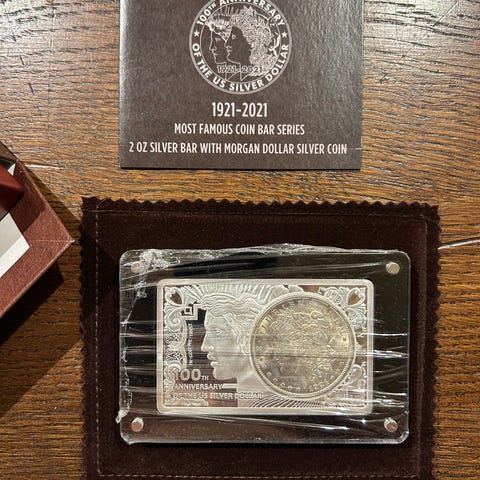 100TH ANNIVERSARY
OF THE US SILVER DOLLAR
1921-2021
1921-2021
MOST FAMOUS COIN BAR SERIES
2 OZ SILVER BAR WITH MORGAN DOLLAR SILVER COIN
100TH
ANNIVERSARY
OF THE US SILVER DOLLAR